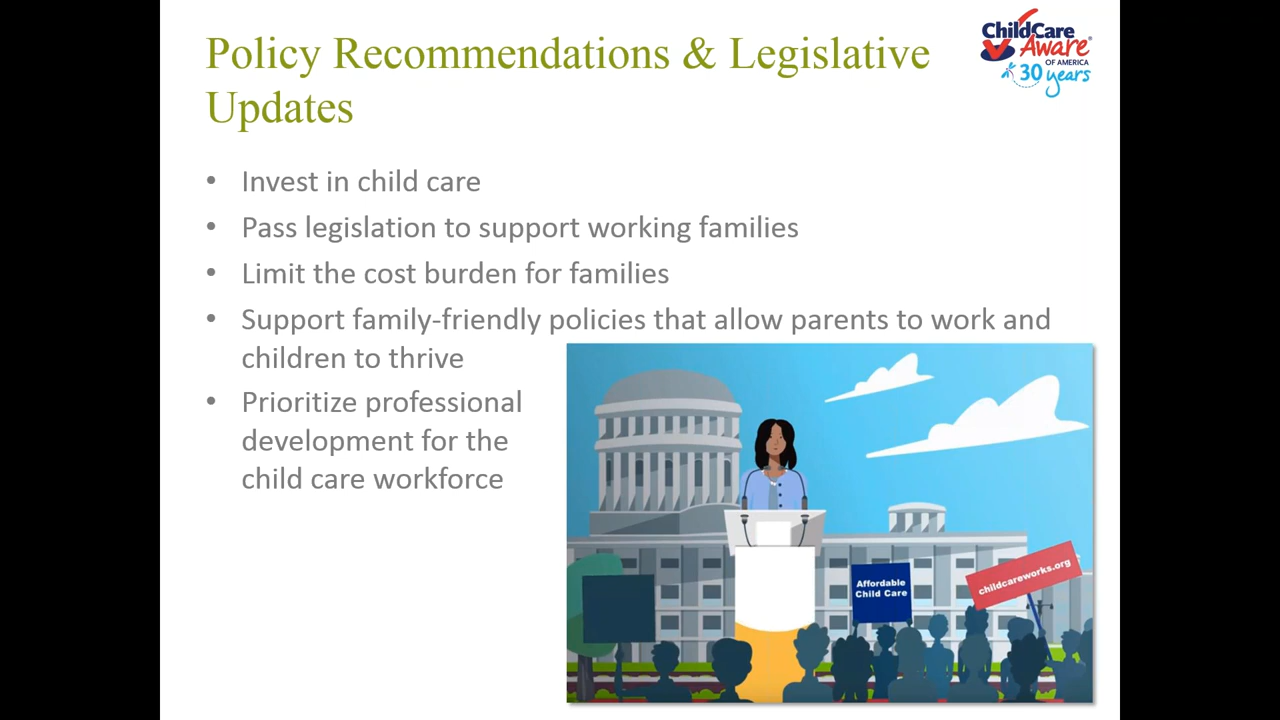 Policy Recommendations & Legislative
Updates
ChildCare
Aware®
OF AMERICA
30 years
• Invest in child care
• Pass legislation to support working families
• Limit the cost burden for families
• Support family-friendly policies that allow parents to work and
children to thrive
• Prioritize professional
development for the
child care workforce
Affordable
Child Care
childcareworks.org